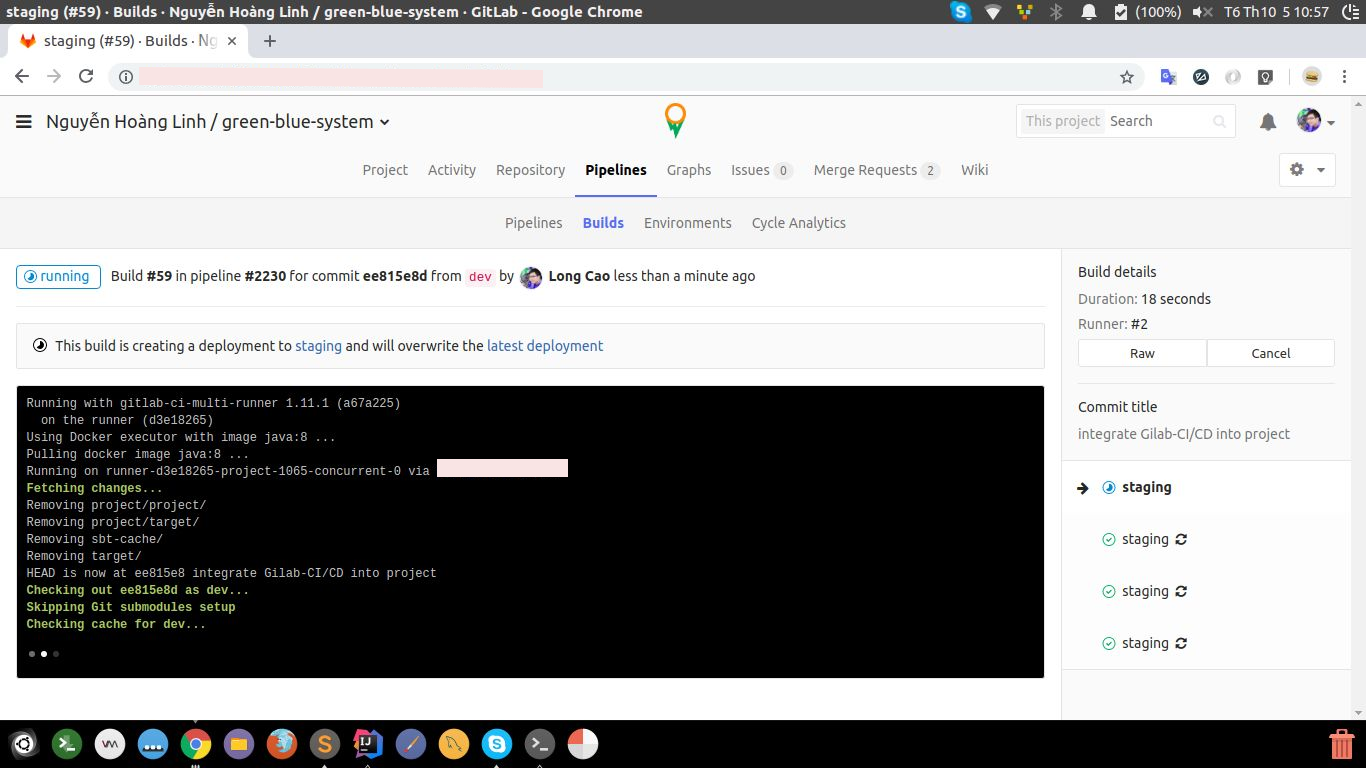 staging (#59) · Builds · Nguyễn Hoàng Linh / green-blue-system · GitLab - Google Chrome
(100%)
T6 Th10 5 10:57
staging (#59) · Builds · Ng
Nguyễn Hoàng Linh / green-blue-system
This project Search
Project Activity Repository Pipelines Graphs Issues 0 Merge Requests 2 Wiki
Pipelines Builds Environments Cycle Analytics
running Build #59 in pipeline #2230 for commit ee815e8d from dev by Long Cao less than a minute ago
This build is creating a deployment to staging and will overwrite the latest deployment
Running with gitlab-ci-multi-runner 1.11.1 (a67a225)
on the runner (d3e18265)
Using Docker executor with image java:8 ...
Pulling docker image java:8 ...
Running on runner-d3e18265-project-1065-concurrent-0 via
Fetching changes...
Removing project/project/
Removing project/target/
Removing sbt-cache/
Removing target/
HEAD is now at ee815e8 integrate Gilab-CI/CD into project
Checking out ee815e8d as dev...
Skipping Git submodules setup
Checking cache for dev...
Build details
Duration: 18 seconds
Runner: #2
Raw Cancel
Commit title
integrate Gilab-CI/CD into project
staging
staging
staging
staging